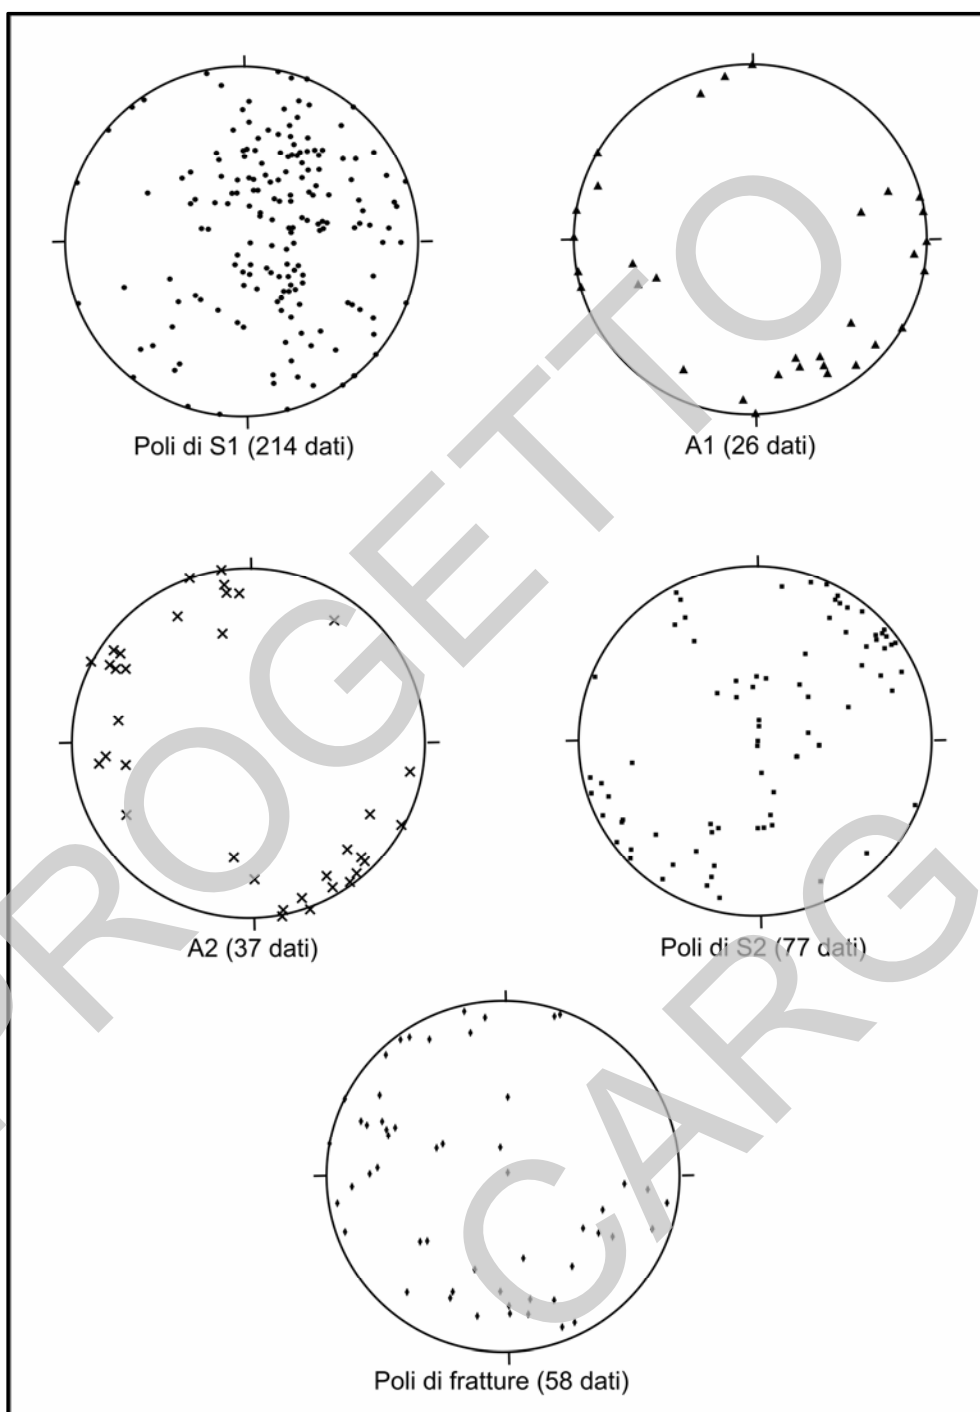 Poli di S1 (214 dati)
A1 (26 dati)
A2 (37 dati)
Poli di S2 (77 dati)
Poli di fratture (58 dati)
PROGETTO
CARG